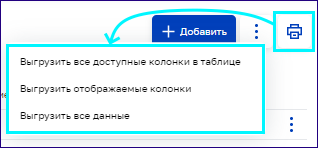 + Добавить
Выгрузить все доступные колонки в таблице
Выгрузить отображаемые колонки
Выгрузить все данные